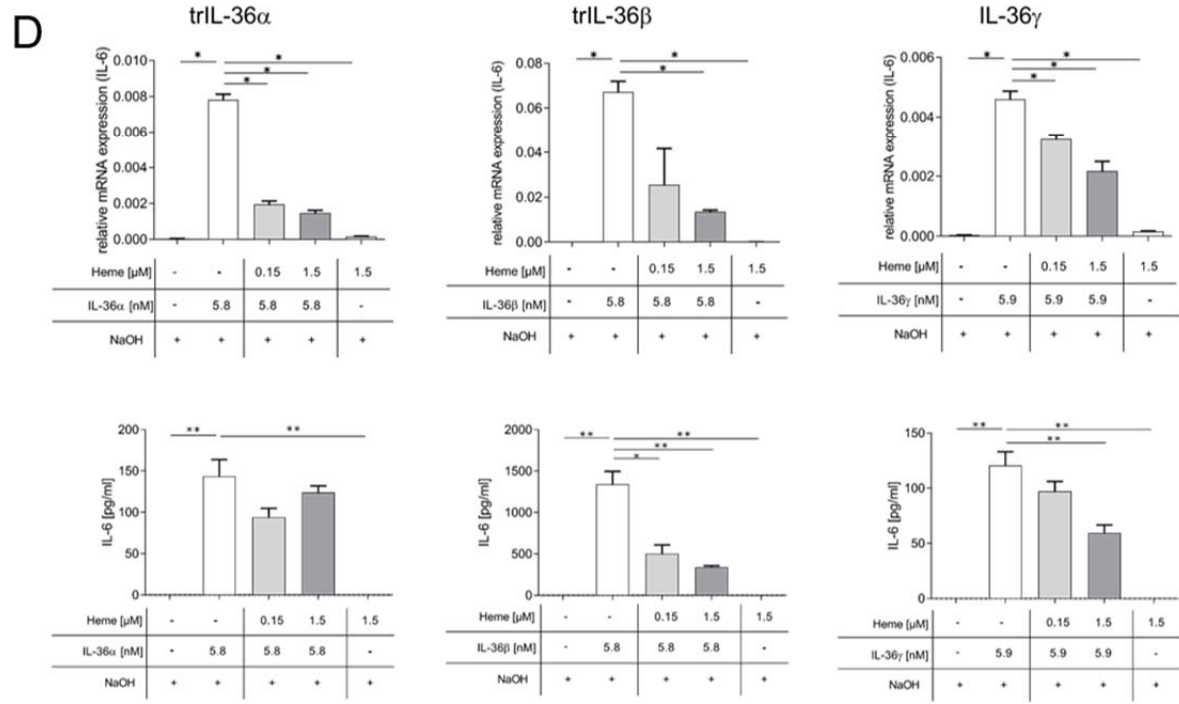 D
trIL-36α
trIL-36β
IL-36γ
relative mRNA expression (IL-6)
0.010
0.008
0.006
0.004
0.002
0.000
* * * *
Heme [µM] - - 0.15 1.5 1.5
IL-36α [nM] - 5.8 5.8 5.8 -
NaOH + + + + +
relative mRNA expression (IL-6)
0.08
0.06
0.04
0.02
0.00
* * *
Heme [µM] - - 0.15 1.5 1.5
IL-36β [nM] - 5.8 5.8 5.8 -
NaOH + + + + +
relative mRNA expression (IL-6)
0.006
0.004
0.002
0.000
* * * *
Heme [µM] - - 0.15 1.5 1.5
IL-36γ [nM] - 5.9 5.9 5.9 -
NaOH + + + + +
IL-6 [pg/ml]
200
150
100
50
0
** **
Heme [µM] - - 0.15 1.5 1.5
IL-36α [nM] - 5.8 5.8 5.8 -
NaOH + + + + +
IL-6 [pg/ml]
2000
1500
1000
500
0
** ** ** *
Heme [µM] - - 0.15 1.5 1.5
IL-36β [nM] - 5.8 5.8 5.8 -
NaOH + + + + +
IL-6 [pg/ml]
150
100
50
0
** ** **
Heme [µM] - - 0.15 1.5 1.5
IL-36γ [nM] - 5.9 5.9 5.9 -
NaOH + + + + +